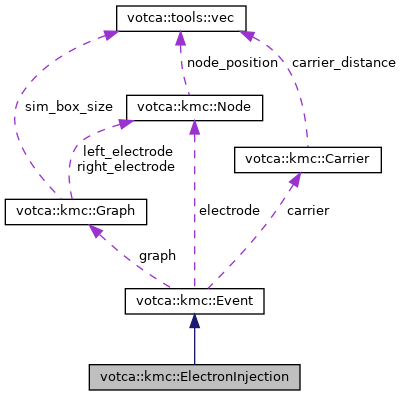 votca::tools::vec
node_position
carrier_distance
sim_box_size
votca::kmc::Node
left_electrode
right_electrode
votca::kmc::Carrier
votca::kmc::Graph
electrode
carrier
graph
votca::kmc::Event
votca::kmc::ElectronInjection